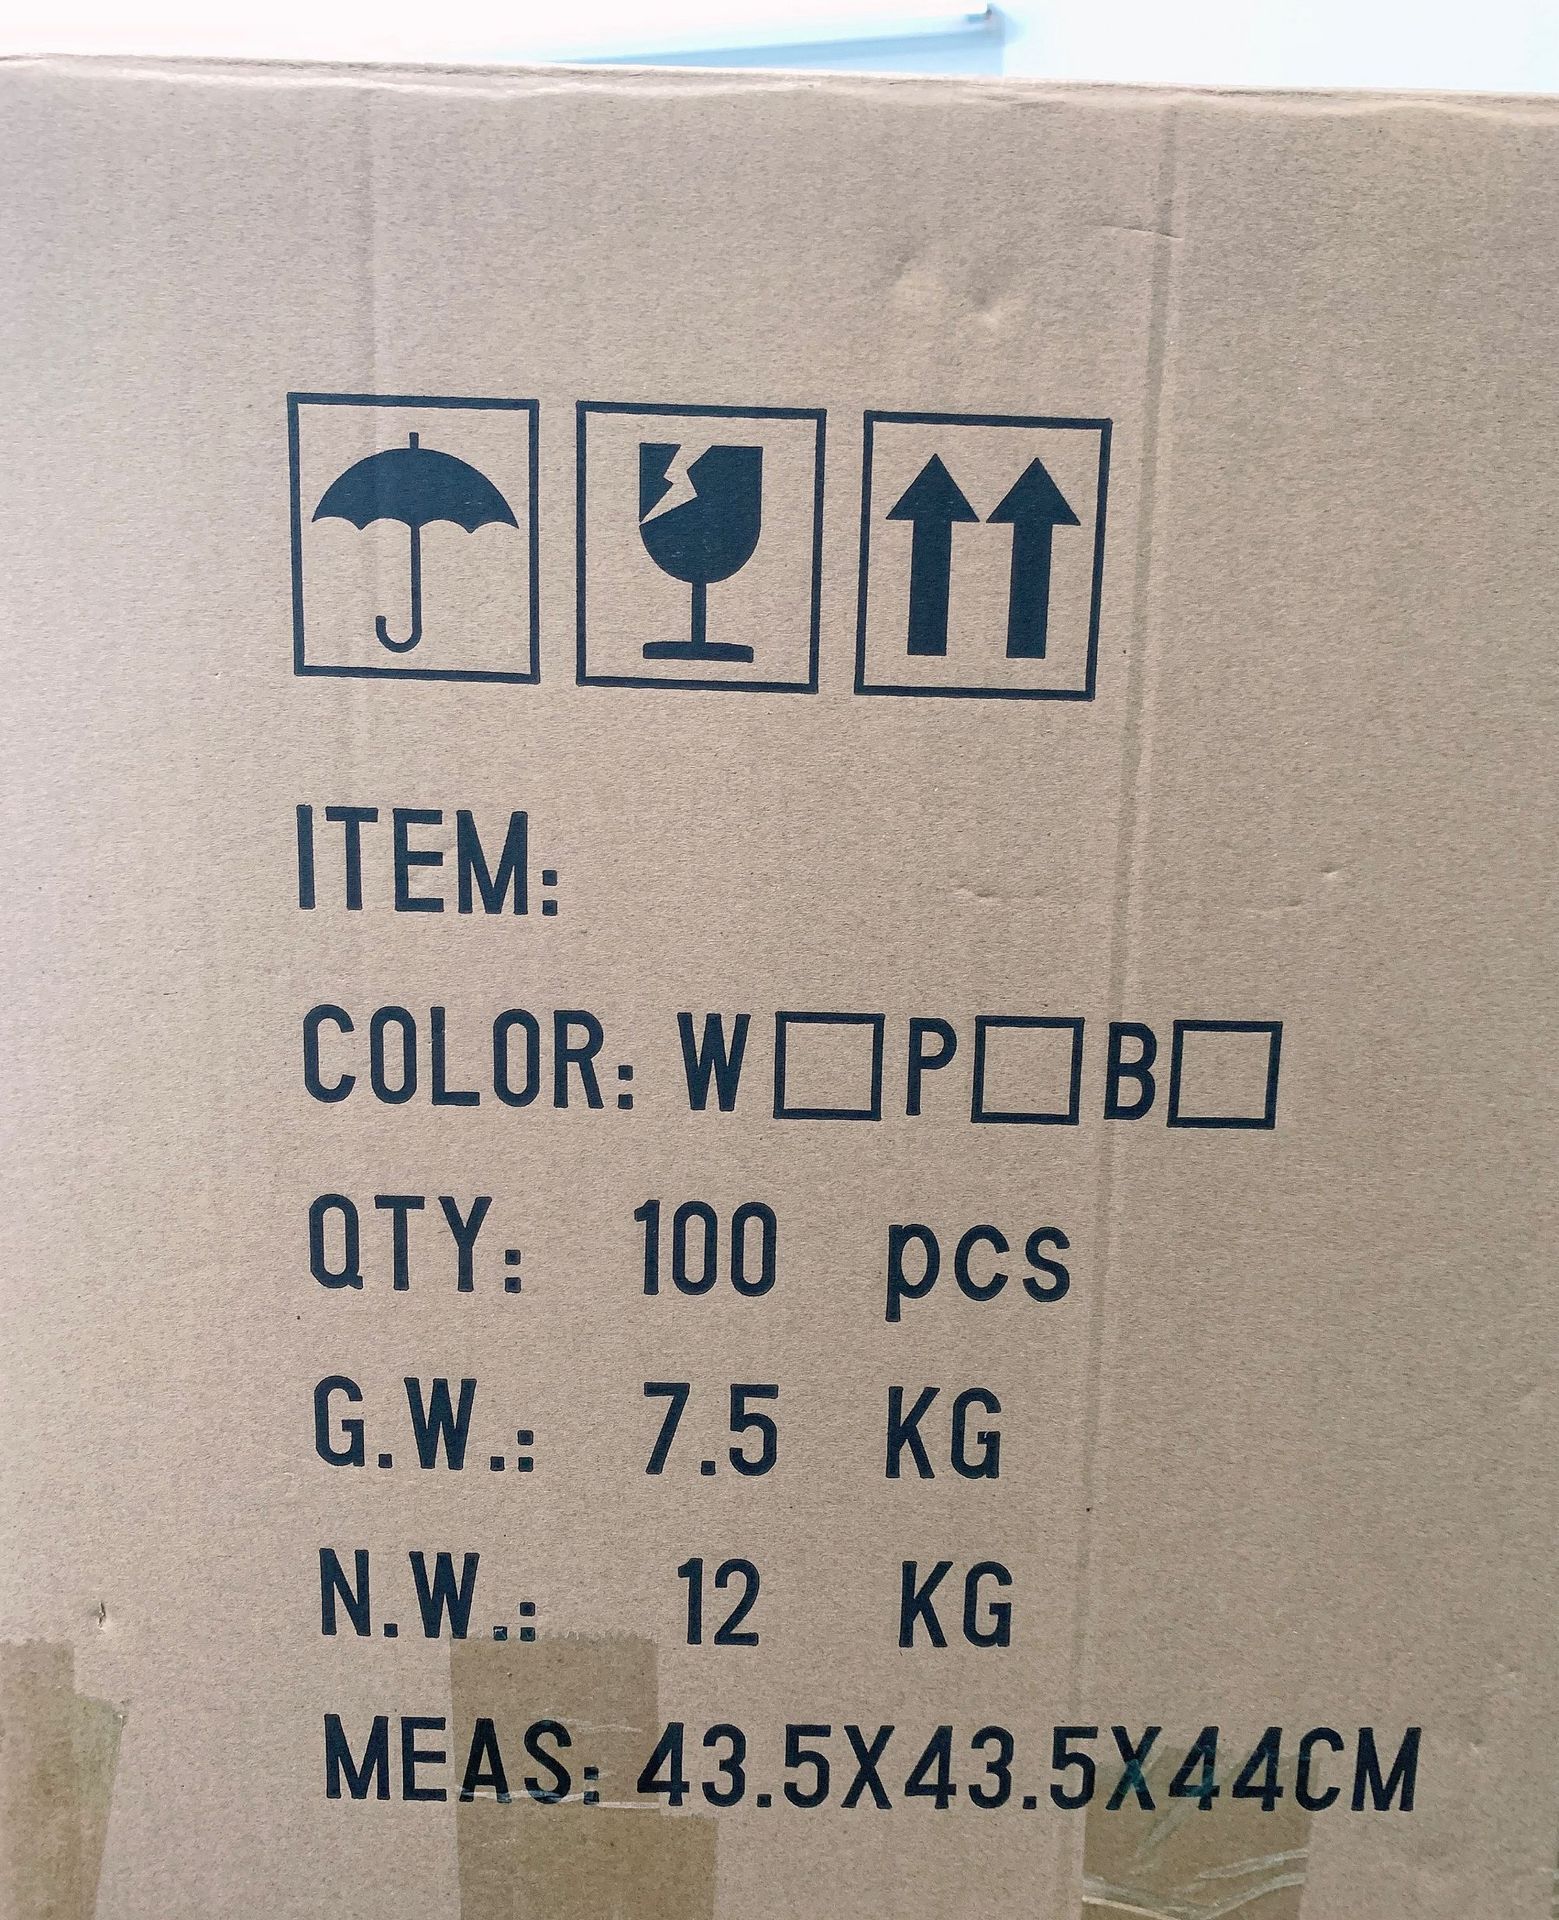 ITEM:
COLOR: W□ P□ B□
QTY: 100 pcs
G.W.: 7.5 KG
N.W.: 12 KG
MEAS: 43.5X43.5X44CM